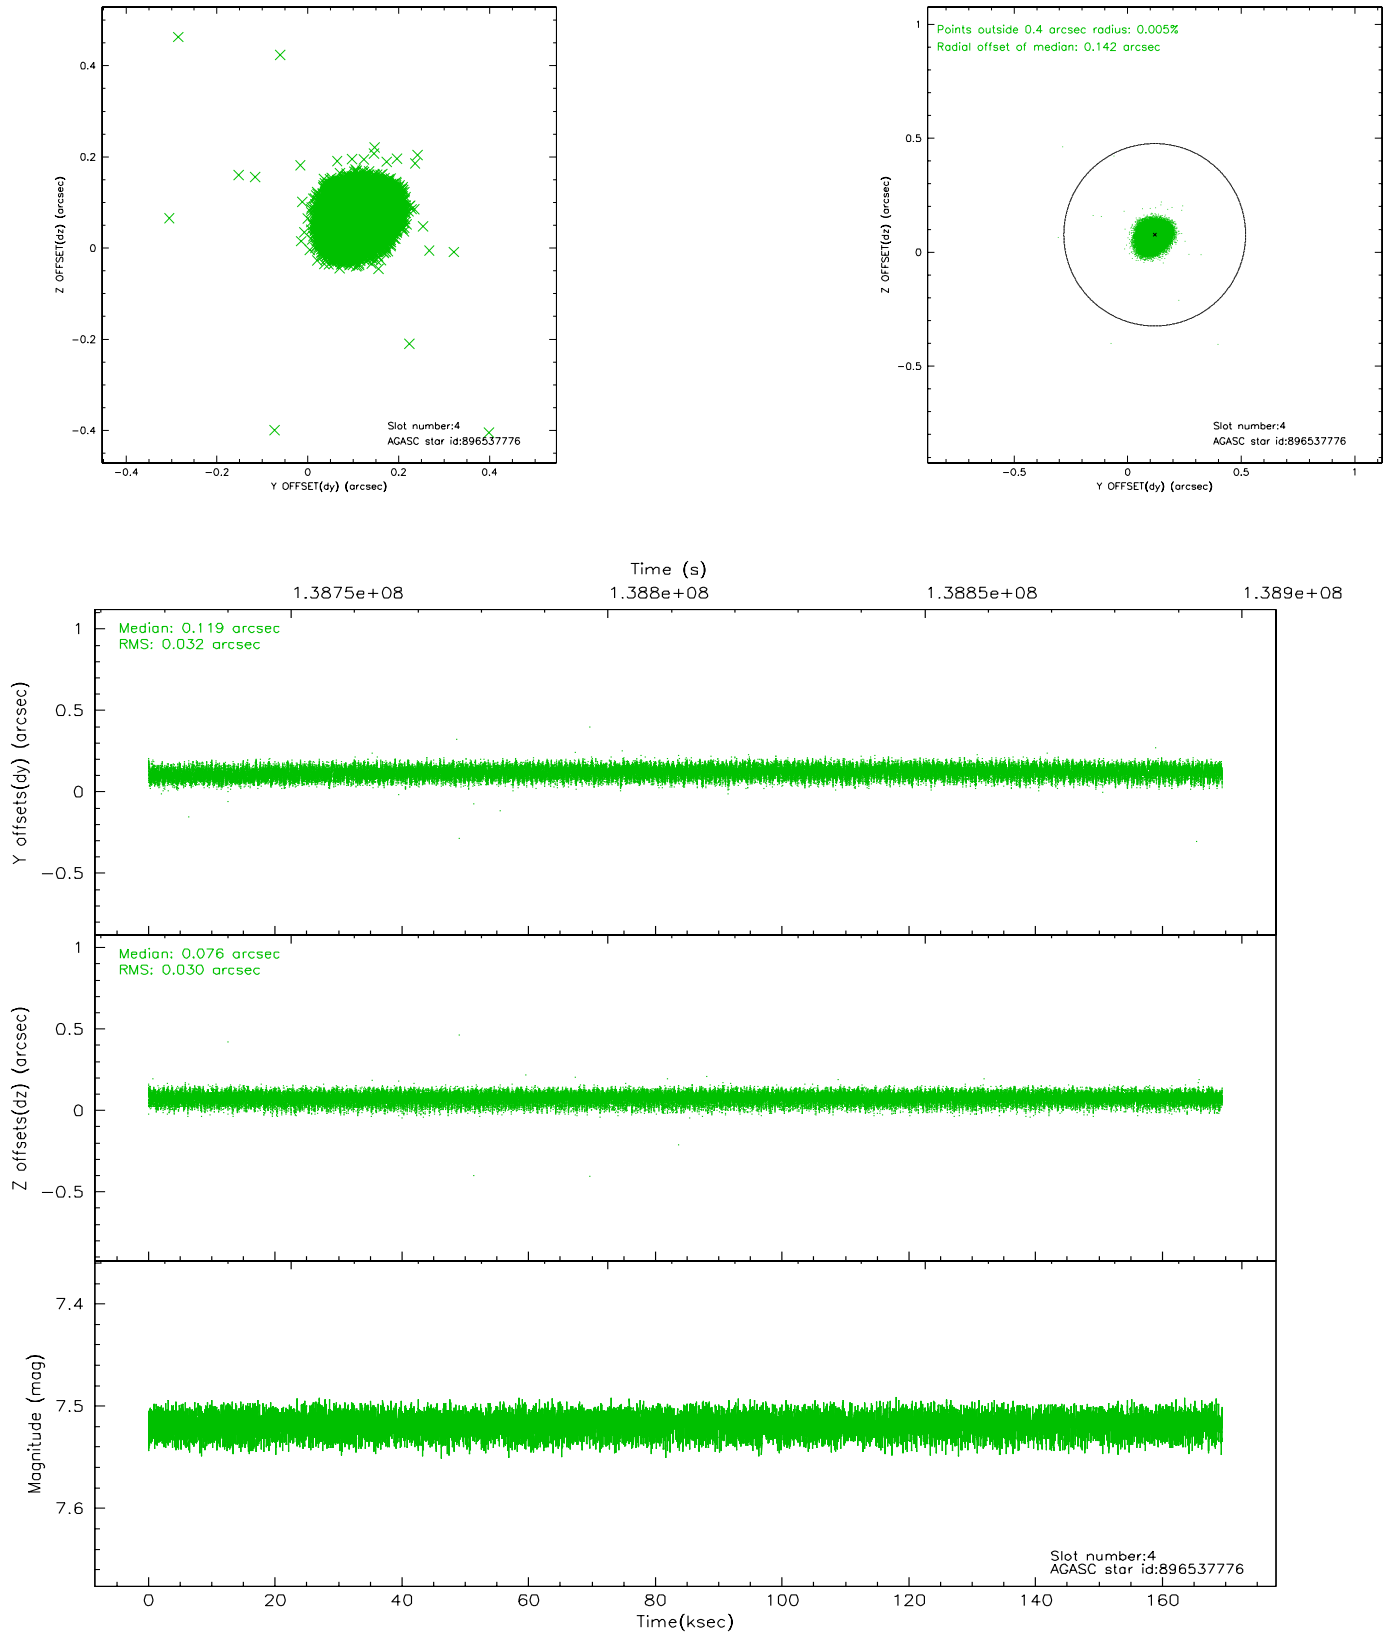 0.4
0.2
0
−0.2
−0.4
Z OFFSET(dz) (arcsec)
Slot number:4
AGASC star id:896537776
−0.4
−0.2
0
0.2
0.4
Y OFFSET(dy) (arcsec)
Points outside 0.4 arcsec radius: 0.005%
Radial offset of median: 0.142 arcsec
1
0.5
0
−0.5
Z OFFSET(dz) (arcsec)
Slot number:4
AGASC star id:896537776
−0.5
0
0.5
1
Y OFFSET(dy) (arcsec)
Time (s)
1.3875e+08
1.388e+08
1.3885e+08
1.389e+08
Median: 0.119 arcsec
RMS: 0.032 arcsec
1
0.5
0
−0.5
Y offsets(dy) (arcsec)
Median: 0.076 arcsec
RMS: 0.030 arcsec
1
0.5
0
−0.5
Z offsets(dz) (arcsec)
7.4
7.5
7.6
Magnitude (mag)
Slot number:4
AGASC star id:896537776
0
20
40
60
80
100
120
140
160
Time(ksec)